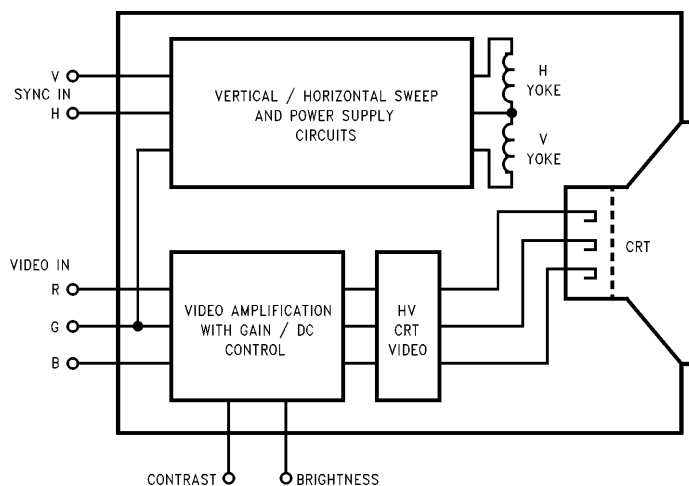 V
SYNC IN
H
VERTICAL / HORIZONTAL SWEEP
AND POWER SUPPLY
CIRCUITS
H
YOKE
V
YOKE
CRT
VIDEO IN
R
G
B
VIDEO AMPLIFICATION
WITH GAIN / DC
CONTROL
HV
CRT
VIDEO
CONTRAST
BRIGHTNESS